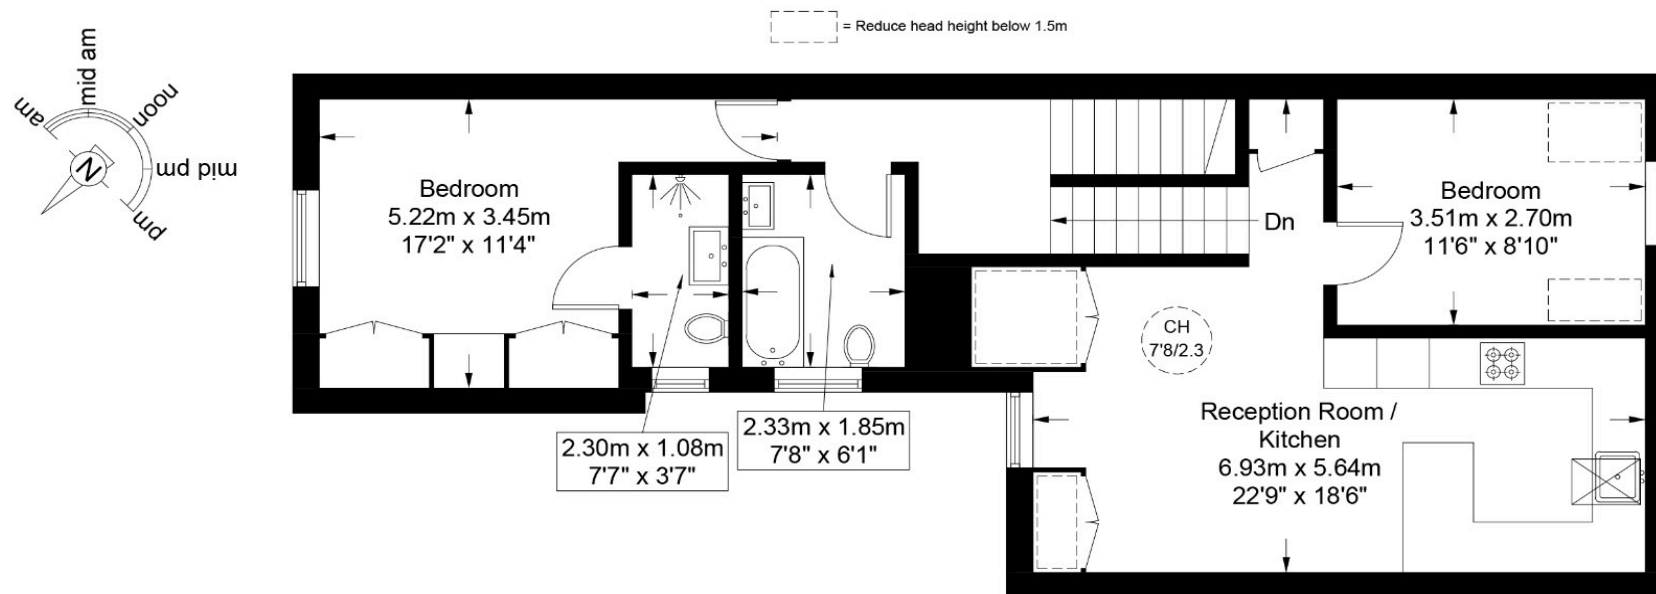 = Reduce head height below 1.5m
am
mid am
noon
mid pm
pm
N
Bedroom
5.22m x 3.45m
17'2" x 11'4"
Dn
Bedroom
3.51m x 2.70m
11'6" x 8'10"
CH
7'8/2.3
Reception Room /
Kitchen
6.93m x 5.64m
22'9" x 18'6"
2.30m x 1.08m
7'7" x 3'7"
2.33m x 1.85m
7'8" x 6'1"